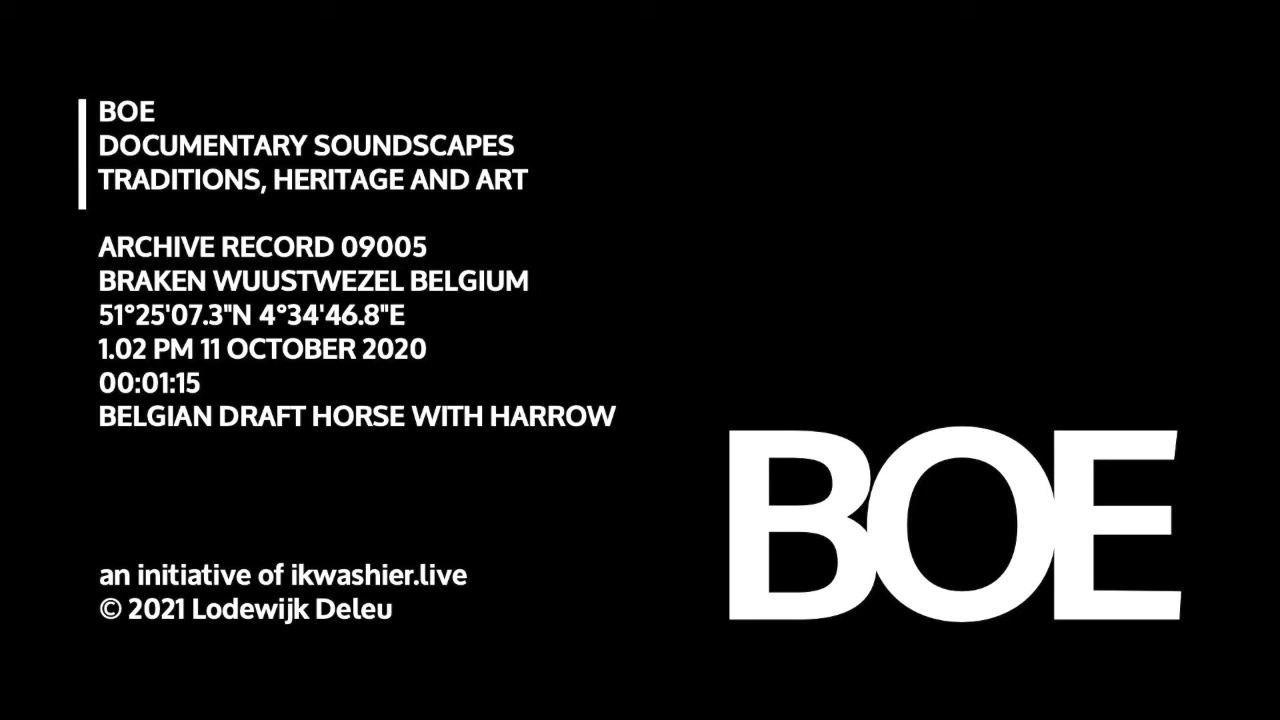 BOE
DOCUMENTARY SOUNDSCAPES
TRADITIONS, HERITAGE AND ART
ARCHIVE RECORD 09005
BRAKEN WUUSTWEZEL BELGIUM
51°25'07.3"N 4°34'46.8"E
1.02 PM 11 OCTOBER 2020
00:01:15
BELGIAN DRAFT HORSE WITH HARROW
an initiative of ikwashier.live
© 2021 Lodewijk Deleu
BOE